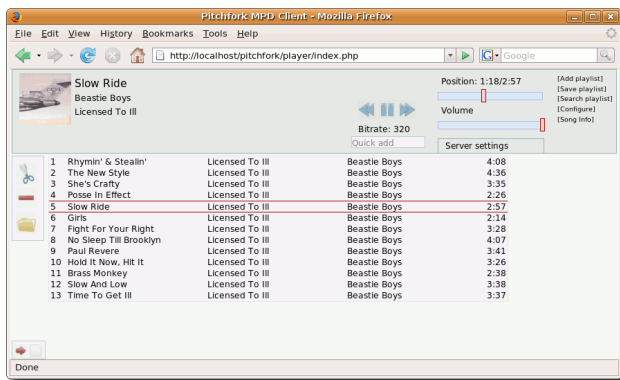 Pitchfork MPD Client - Mozilla Firefox
File Edit View History Bookmarks Tools Help
http://localhost/pitchfork/player/index.php
G Google
Slow Ride
Beastie Boys
Licensed To Ill
Bitrate: 320
Quick add
Position: 1:18/2:57
Volume
Server settings
[Add playlist]
[Save playlist]
[Search playlist]
[Configure]
[Song Info]
1 Rhymin' & Stealin' Licensed To Ill Beastie Boys 4:08
2 The New Style Licensed To Ill Beastie Boys 4:36
3 She's Crafty Licensed To Ill Beastie Boys 3:35
4 Posse In Effect Licensed To Ill Beastie Boys 2:26
5 Slow Ride Licensed To Ill Beastie Boys 2:57
6 Girls Licensed To Ill Beastie Boys 2:14
7 Fight For Your Right Licensed To Ill Beastie Boys 3:28
8 No Sleep Till Brooklyn Licensed To Ill Beastie Boys 4:07
9 Paul Revere Licensed To Ill Beastie Boys 3:41
10 Hold It Now, Hit It Licensed To Ill Beastie Boys 3:26
11 Brass Monkey Licensed To Ill Beastie Boys 2:38
12 Slow And Low Licensed To Ill Beastie Boys 3:38
13 Time To Get Ill Licensed To Ill Beastie Boys 3:37
Done